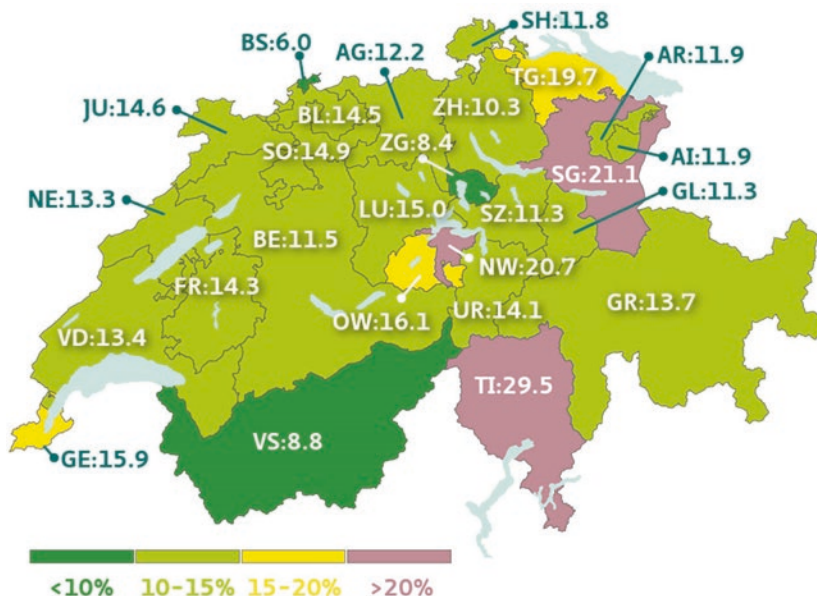 SH:11.8
BS:6.0
AG:12.2
AR:11.9
TG:19.7
JU:14.6
BL:14.5
ZH:10.3
ZG:8.4
SO:14.9
AI:11.9
SG:21.1
NE:13.3
GL:11.3
LU:15.0
SZ:11.3
BE:11.5
NW:20.7
FR:14.3
GR:13.7
OW:16.1
UR:14.1
VD:13.4
TI:29.5
VS:8.8
GE:15.9
<10% 10-15% 15-20% >20%